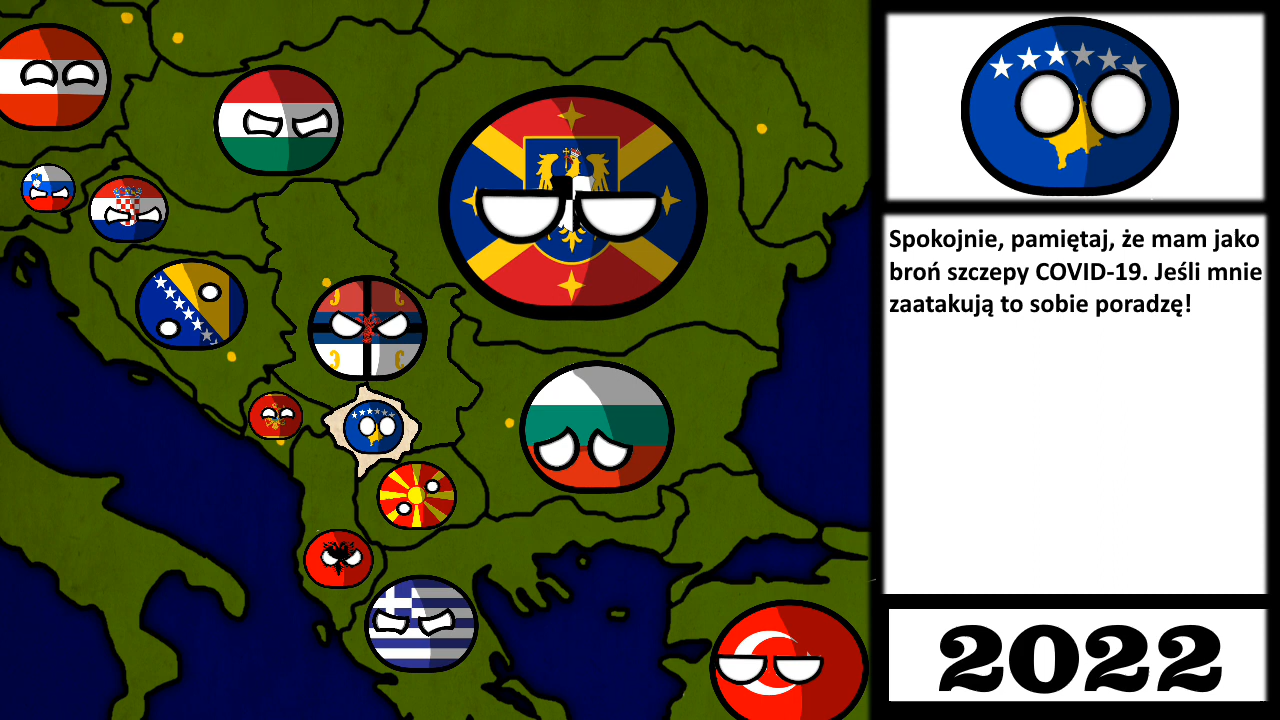 Spokojnie, pamiętaj, że mam jako
broń szczepy COVID-19. Jeśli mnie
zaatakują to sobie poradzę!
2022